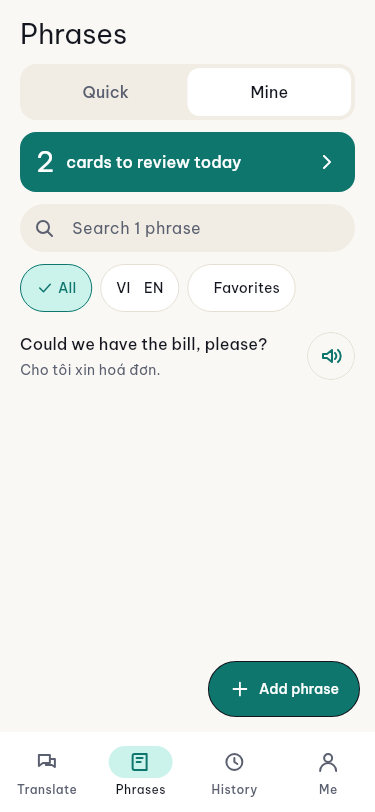 Phrases
Quick
Mine
2 cards to review today
Search 1 phrase
All
VI EN
Favorites
Could we have the bill, please?
Cho tôi xin hoá đơn.
Add phrase
Translate
Phrases
History
Me